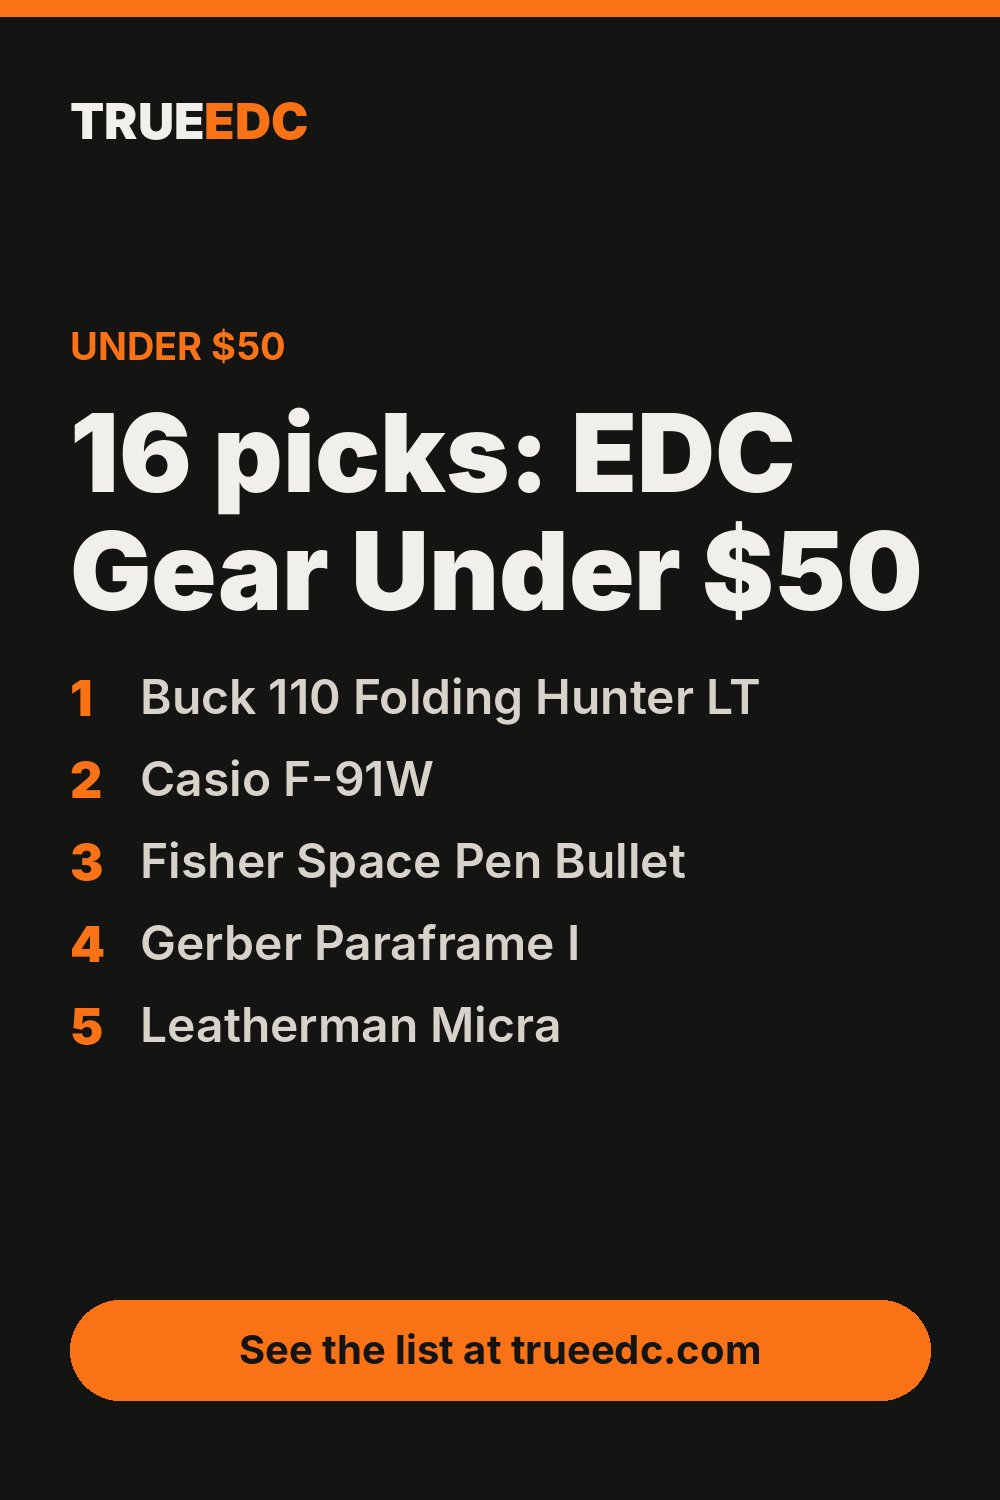 TRUEEDC
UNDER $50
16 picks: EDC
Gear Under $50
1 Buck 110 Folding Hunter LT
2 Casio F-91W
3 Fisher Space Pen Bullet
4 Gerber Paraframe I
5 Leatherman Micra
See the list at trueedc.com